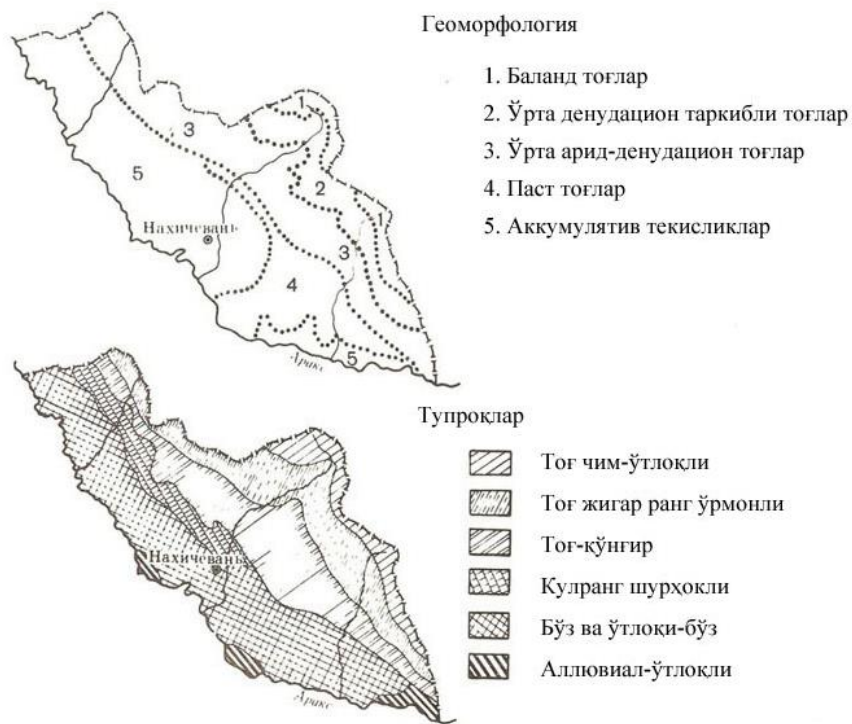 Геоморфология
1. Баланд тоғлар
2. Ўрта денудацион таркибли тоғлар
3. Ўрта арид-денудацион тоғлар
4. Паст тоғлар
5. Аккумулятив текисликлар
1
3
2
5
1
Нахичевань
3
4
5
Аракс
Тупроқлар
Тоғ чим-ўтлоқли
Тоғ жигар ранг ўрмонли
Тоғ-қўнғир
Кулранг шурҳокли
Бўз ва ўтлоқи-бўз
Аллювиал-ўтлоқли
Нахичевань
Аракс